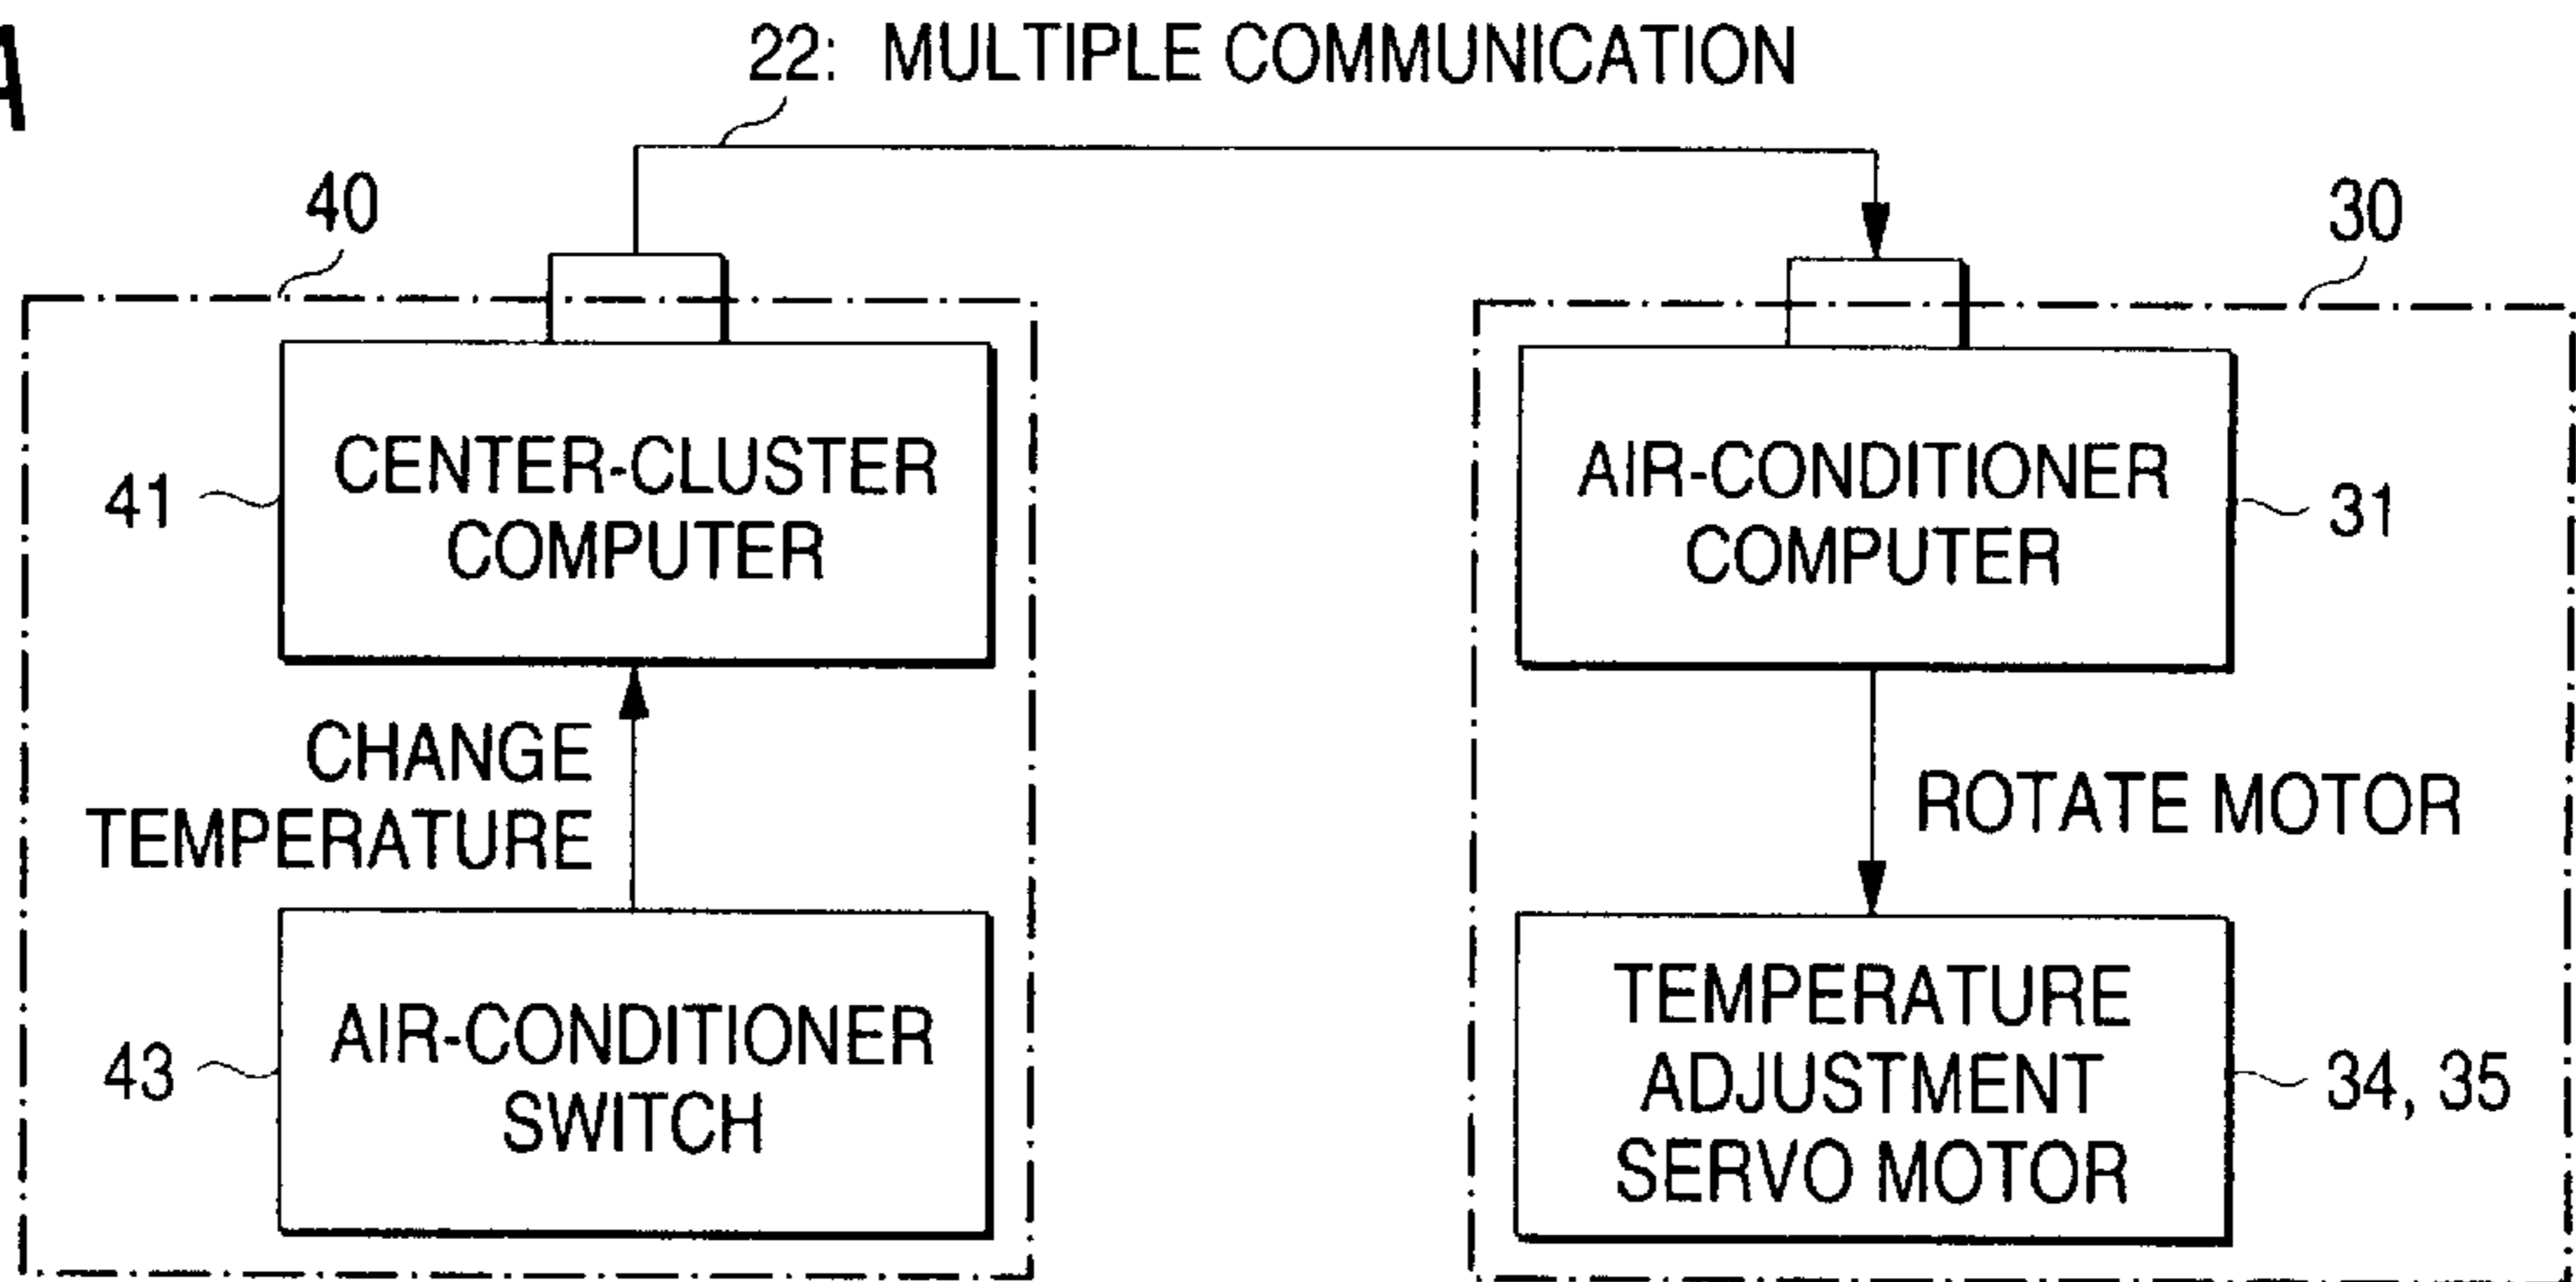 A
22: MULTIPLE COMMUNICATION
40
30
CENTER-CLUSTER
COMPUTER
41
AIR-CONDITIONER
COMPUTER
31
CHANGE
TEMPERATURE
ROTATE MOTOR
AIR-CONDITIONER
SWITCH
43
TEMPERATURE
ADJUSTMENT
SERVO MOTOR
34, 35